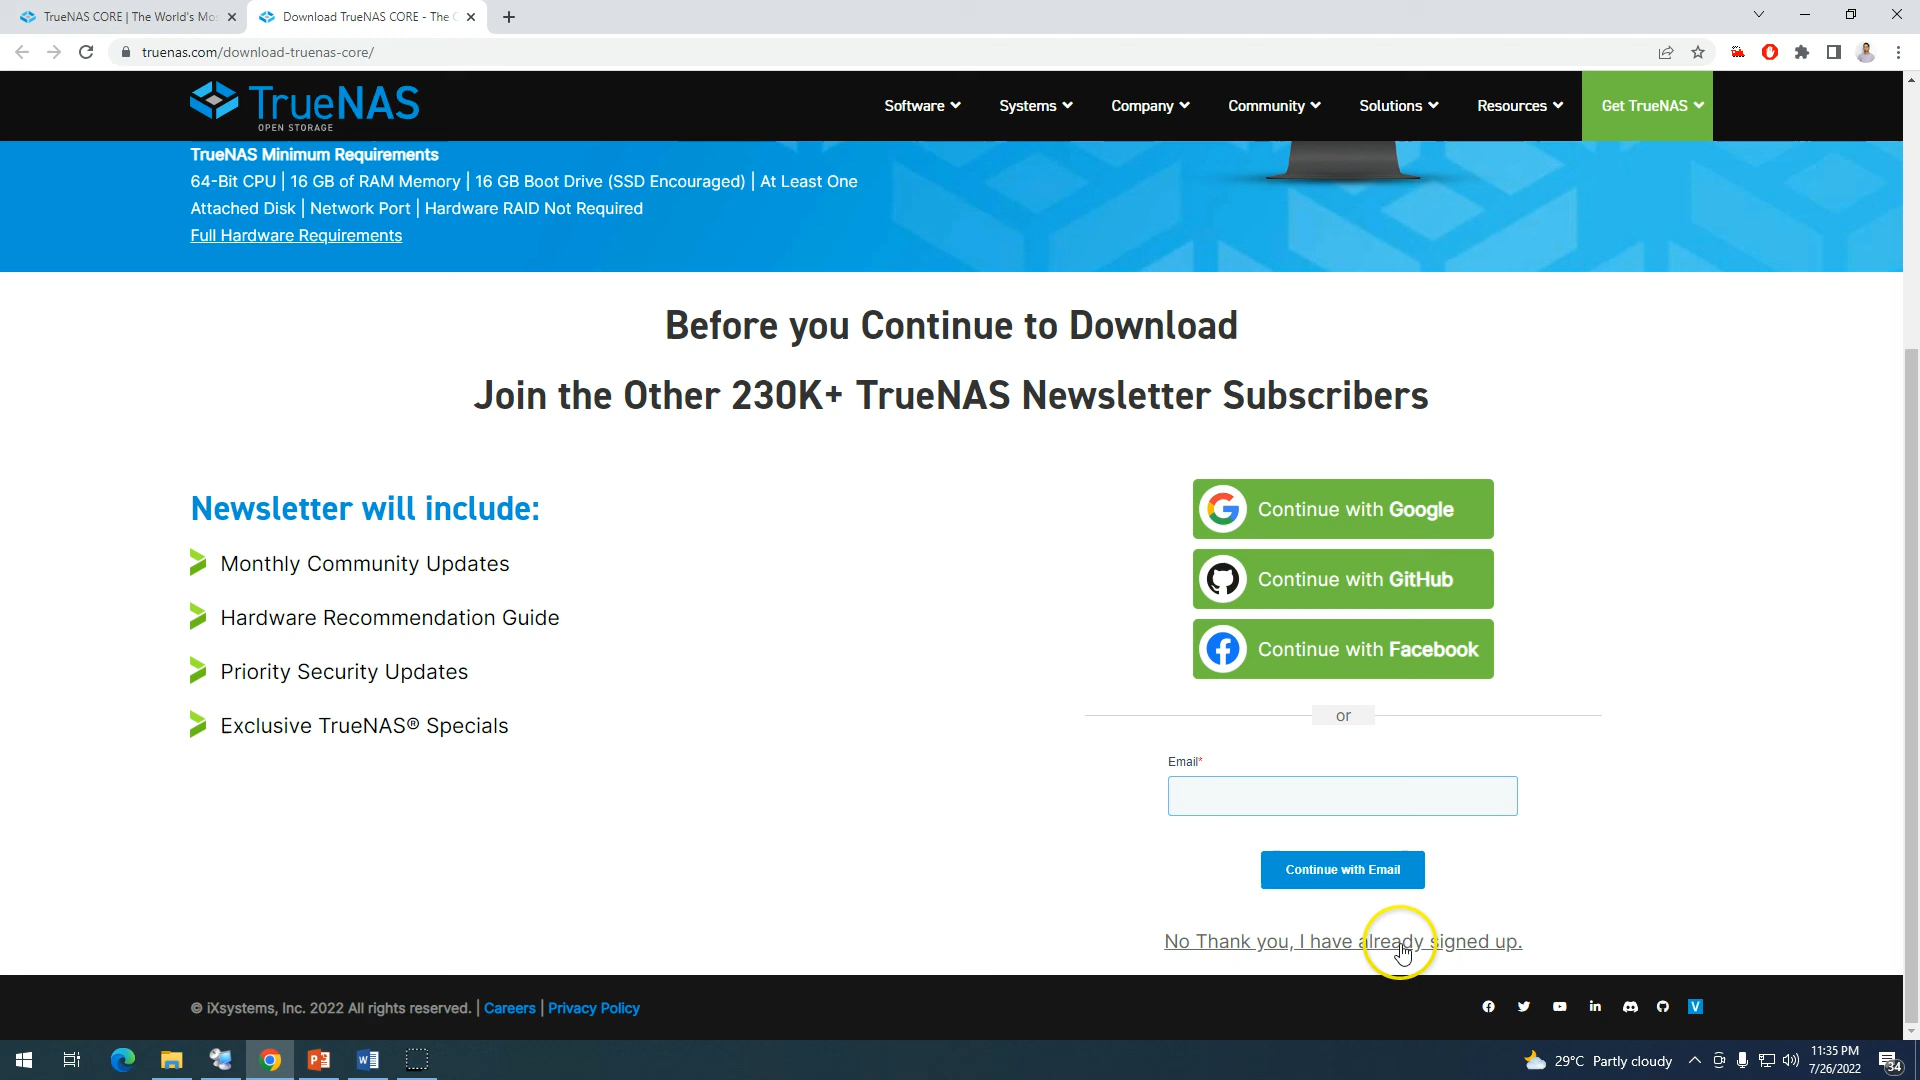 TrueNAS CORE | The World's Mo
Download TrueNAS CORE - The C
truenas.com/download-truenas-core/
TrueNAS
OPEN STORAGE
Software
Systems
Company
Community
Solutions
Resources
Get TrueNAS
TrueNAS Minimum Requirements
64-Bit CPU | 16 GB of RAM Memory | 16 GB Boot Drive (SSD Encouraged) | At Least One
Attached Disk | Network Port | Hardware RAID Not Required
Full Hardware Requirements
Before you Continue to Download
Join the Other 230K+ TrueNAS Newsletter Subscribers
Newsletter will include:
Monthly Community Updates
Hardware Recommendation Guide
Priority Security Updates
Exclusive TrueNAS® Specials
Continue with Google
Continue with GitHub
Continue with Facebook
or
Email*
Continue with Email
No Thank you, I have already signed up.
© iXsystems, Inc. 2022 All rights reserved. | Careers | Privacy Policy
29°C Partly cloudy
11:35 PM
7/26/2022
34